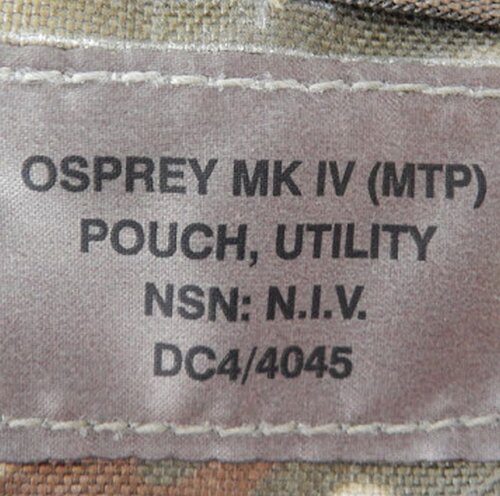 OSPREY MK IV (MTP)
POUCH, UTILITY
NSN: N.I.V.
DC4/4045